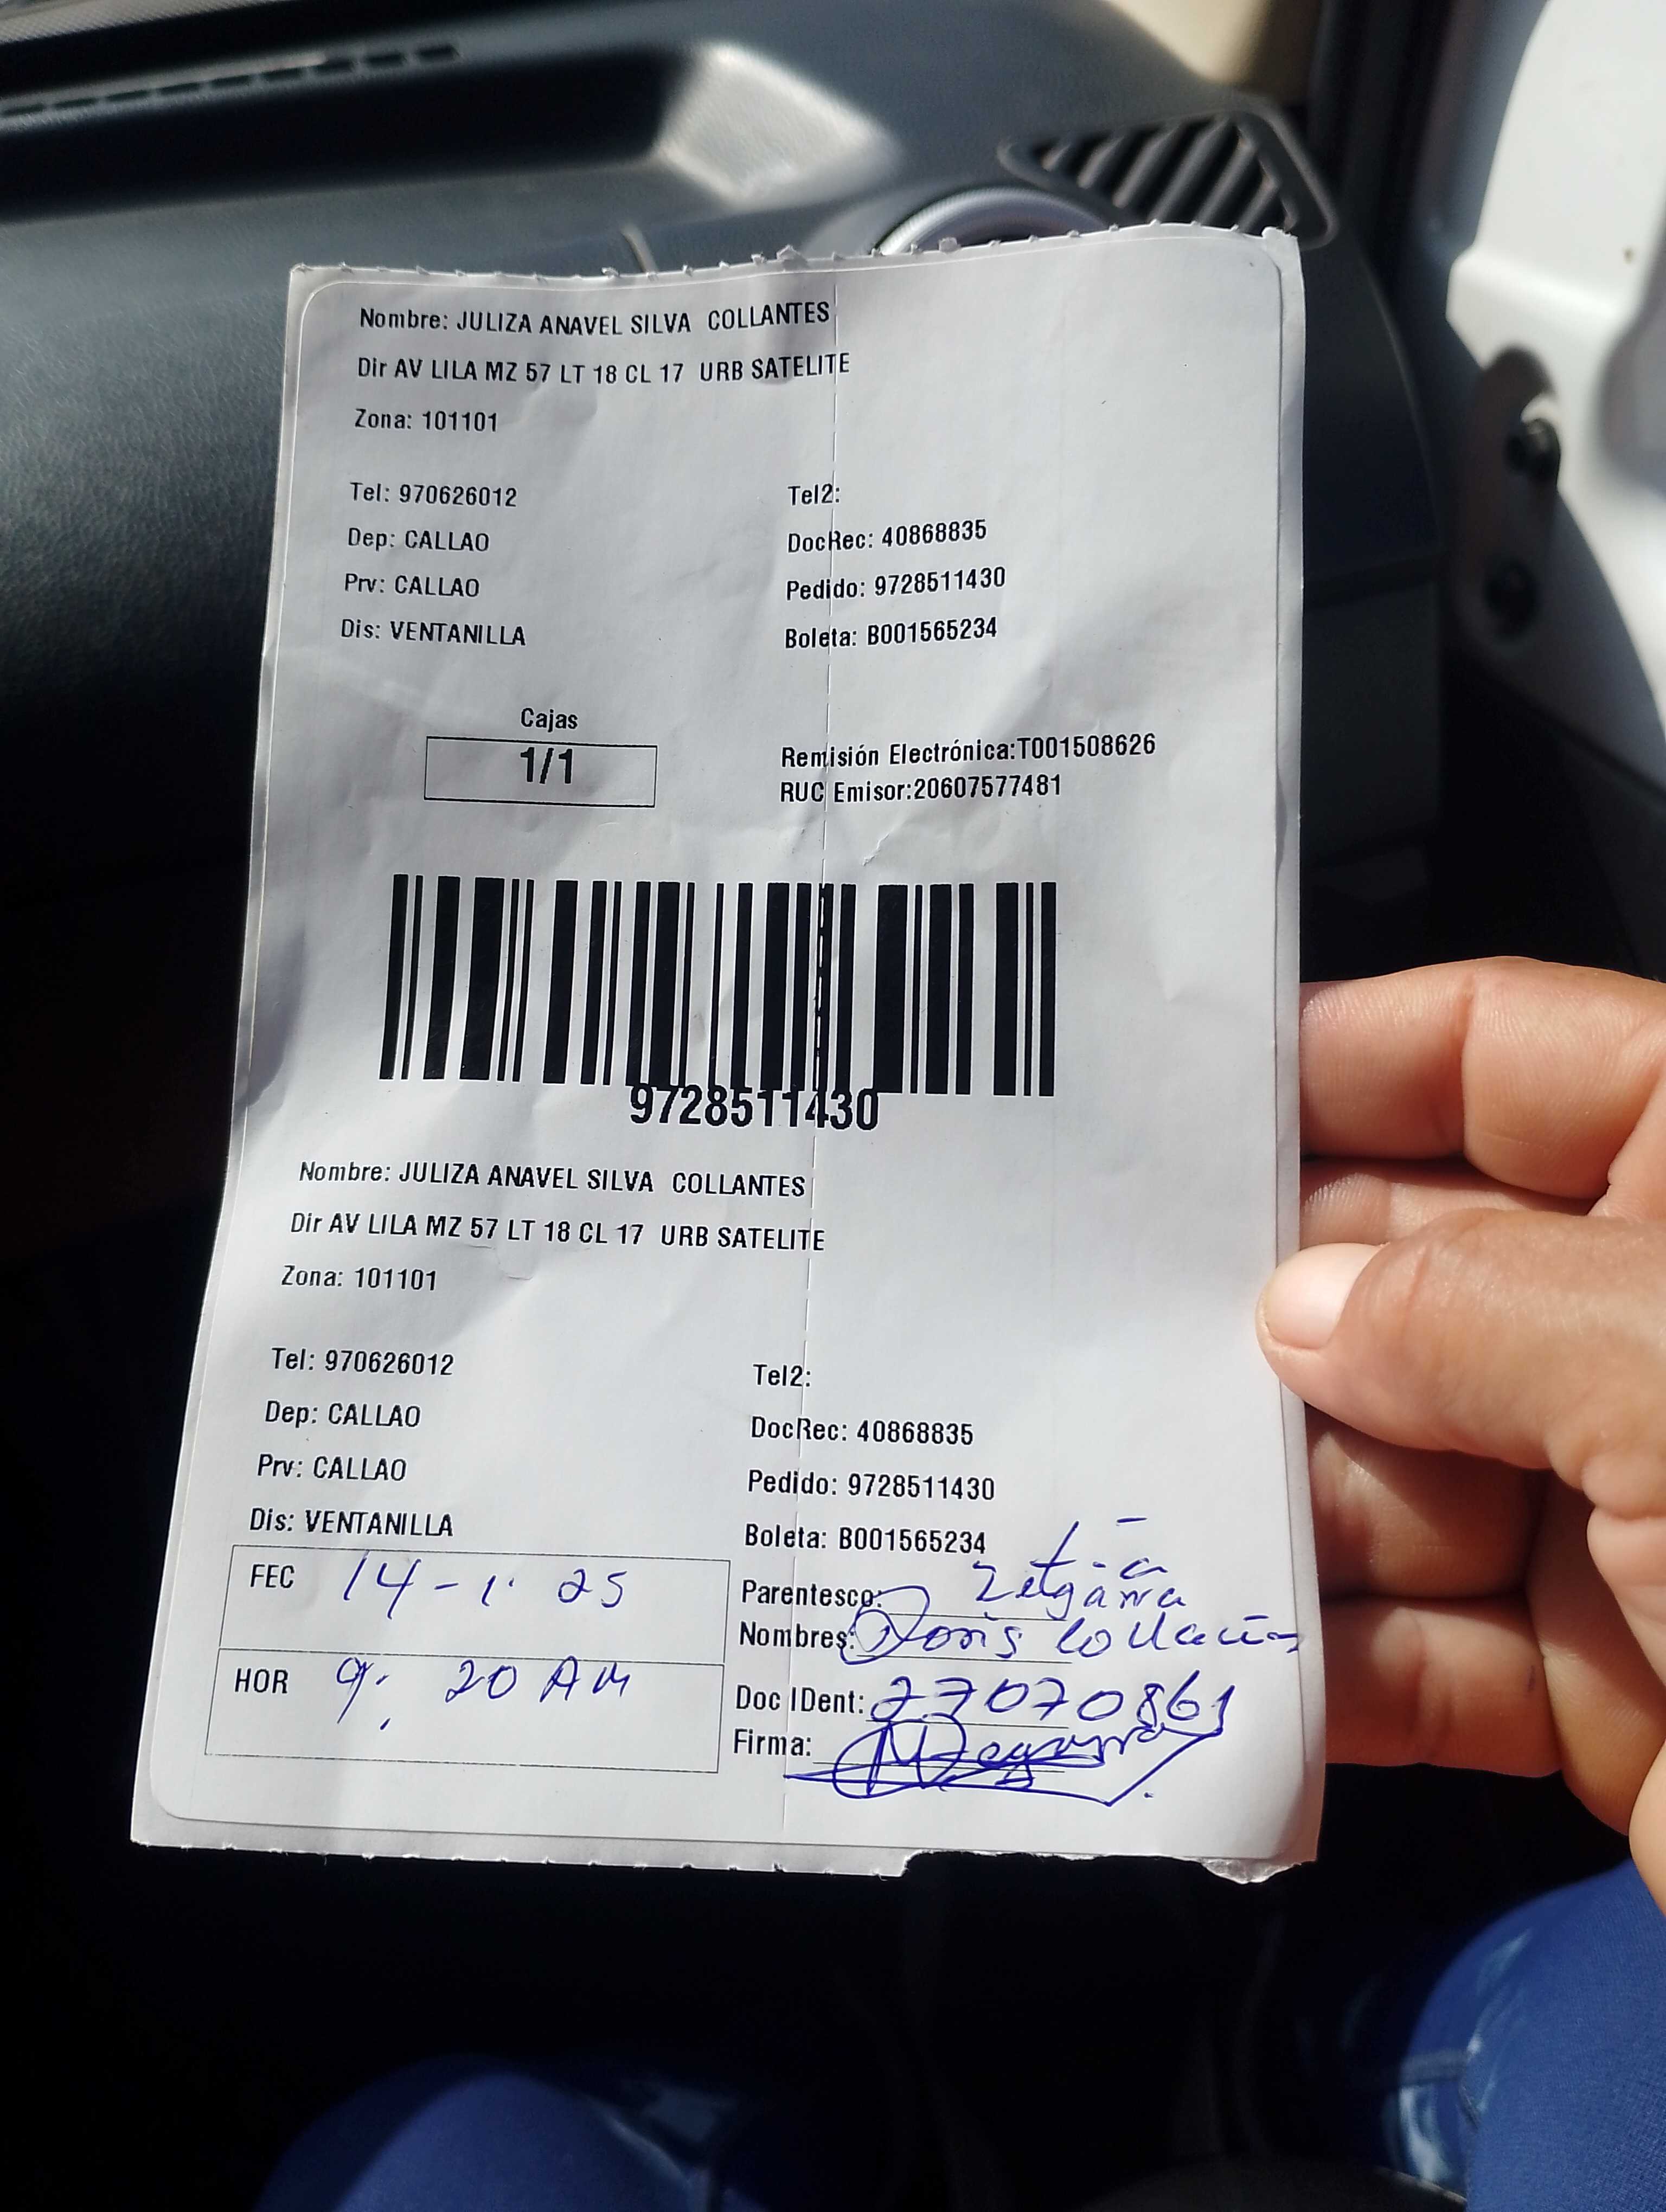 Nombre: JULIZA ANAVEL SILVA COLLANTES
Dir AV LILA MZ 57 LT 18 CL 17 URB SATELITE
Zona: 101101
Tel: 970626012
Tel2:
Dep: CALLAO
DocRec: 40868835
Prv: CALLAO
Pedido: 9728511430
Dis: VENTANILLA
Boleta: B001565234
Cajas
1/1
Remisión Electrónica:T001508626
RUC Emisor:20607577481
9728511430
Nombre: JULIZA ANAVEL SILVA COLLANTES
Dir AV LILA MZ 57 LT 18 CL 17 URB SATELITE
Zona: 101101
Tel: 970626012
Tel2:
Dep: CALLAO
DocRec: 40868835
Prv: CALLAO
Pedido: 9728511430
Dis: VENTANILLA
Boleta: B001565234
FEC 14-1. 25
Parentesco:
Nombres: Doris
HOR 9: 20 AM
Doc IDent: 27070861
Firma: